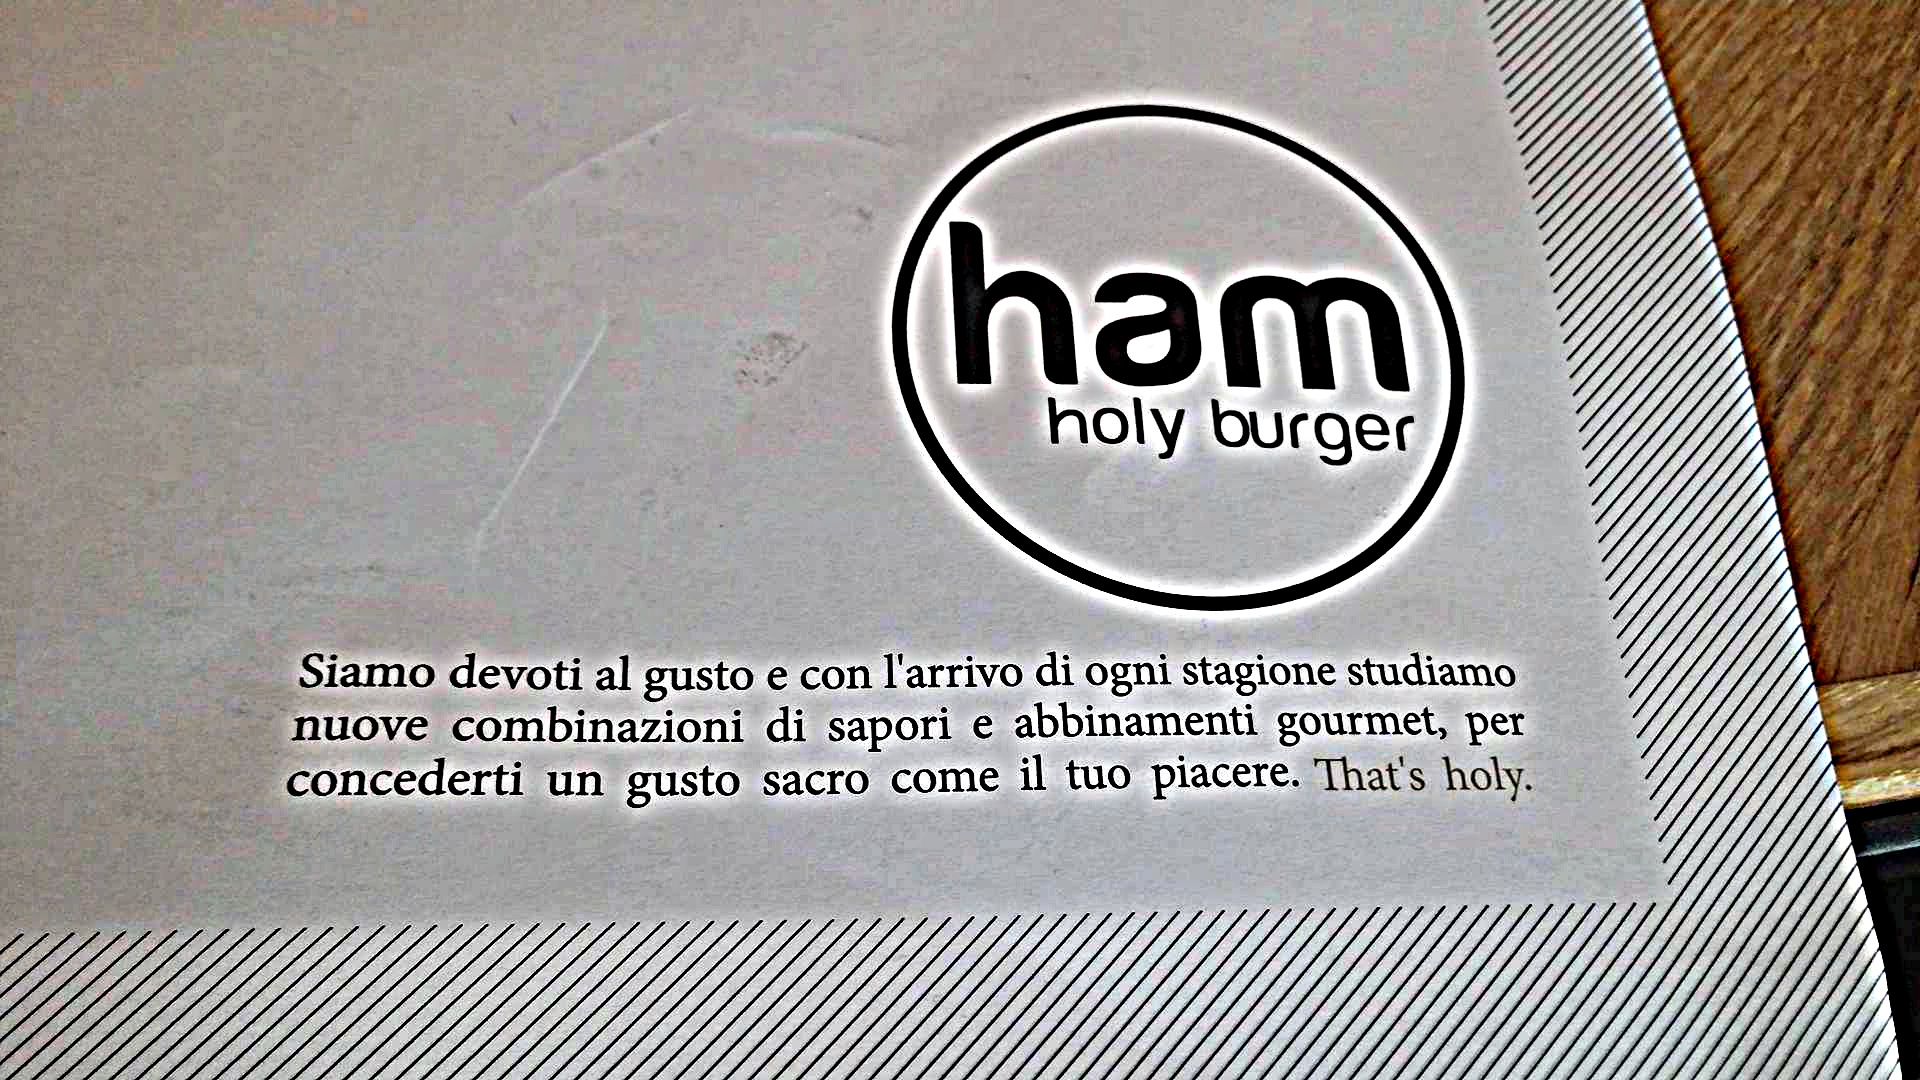 ham
holy burger
Siamo devoti al gusto e con l'arrivo di ogni stagione studiamo
nuove combinazioni di sapori e abbinamenti gourmet, per
concederti un gusto sacro come il tuo piacere. That's holy.